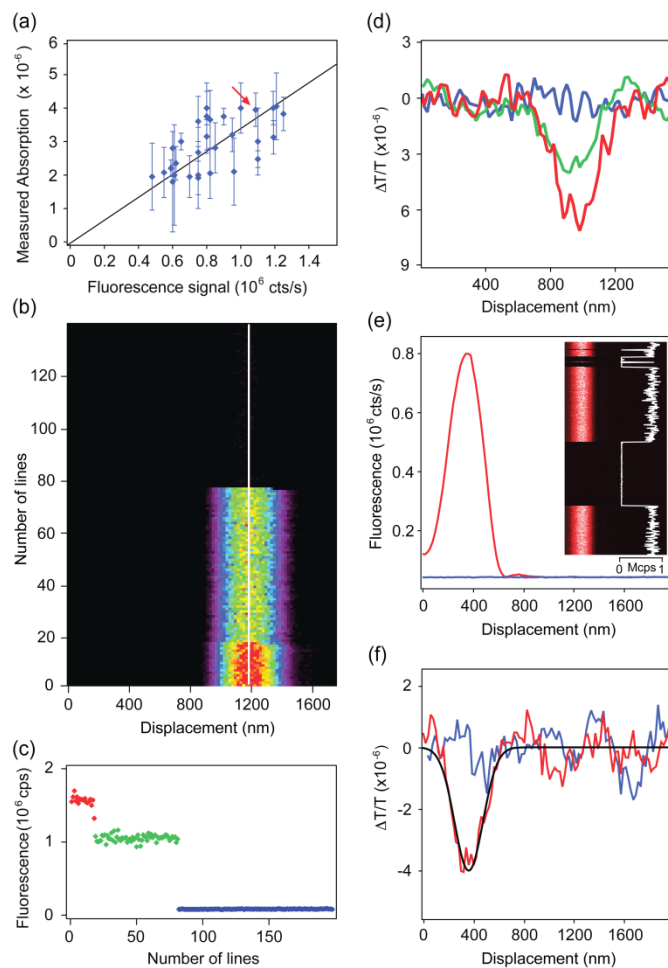 (a)
6
5
4
3
2
1
0
Measured Absorption (x 10-6)
0 0.2 0.4 0.6 0.8 1.0 1.2 1.4
Fluorescence signal (10⁶ cts/s)
(b)
120
100
80
60
40
20
0
Number of lines
0 400 800 1200 1600
Displacement (nm)
(c)
2
1
0
Fluorescence (10⁶ cps)
0 50 100 150
Number of lines
(d)
3
0
3
6
9
ΔT/T (x10⁻⁶)
400 800 1200
Displacement (nm)
(e)
0.8
0.6
0.4
0.2
Fluorescence (10⁶ cts/s)
0 Mcps 1
0 400 800 1200 1600
Displacement (nm)
(f)
2
0
-2
-4
ΔT/T (x10⁻⁶)
0 400 800 1200 1600
Displacement (nm)